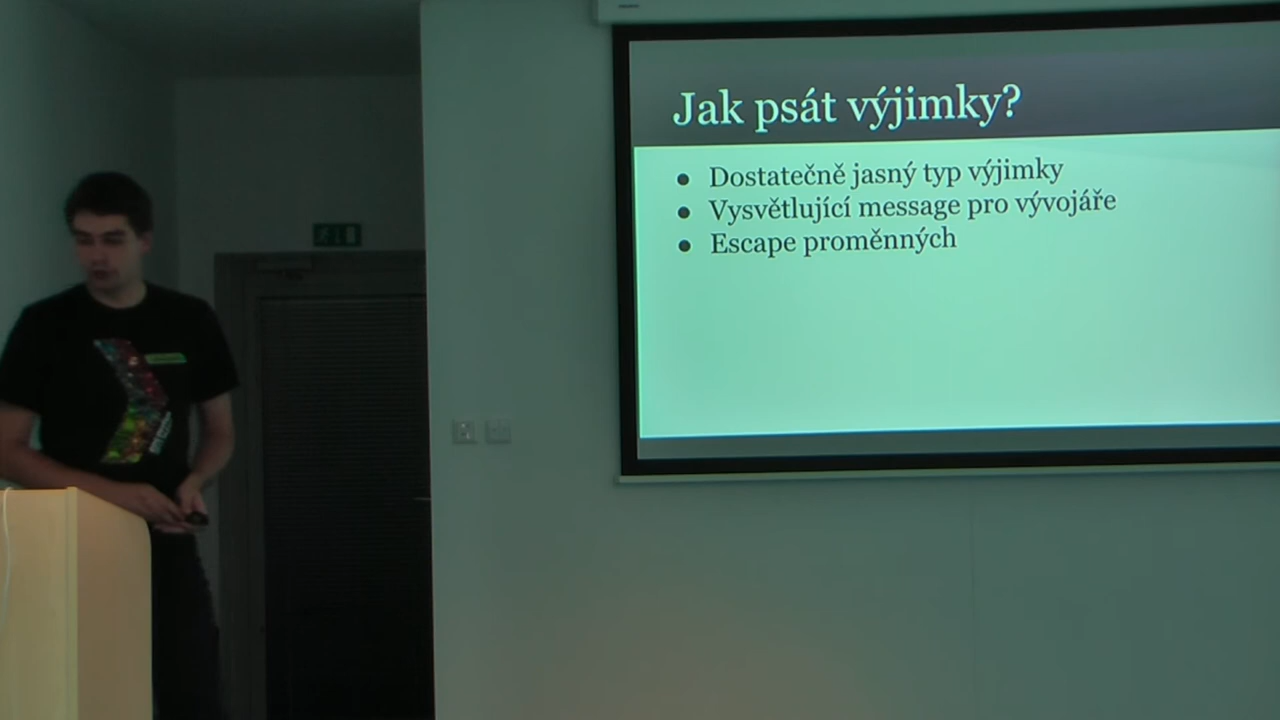 Jak psát výjimky?
● Dostatečně jasný typ výjimky
● Vysvětlující message pro vývojáře
● Escape proměnných